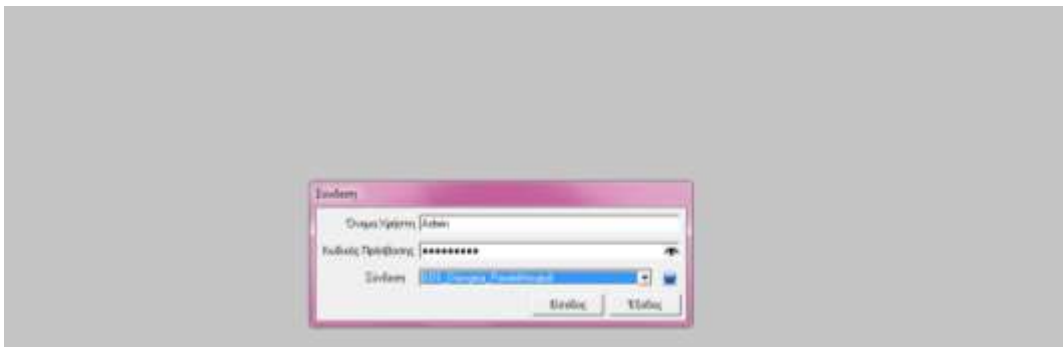 Σύνδεση
Όνομα Χρήστη Admin
Κωδικός Πρόσβασης •••••••••
Σύνδεση
Είσοδος Έξοδος